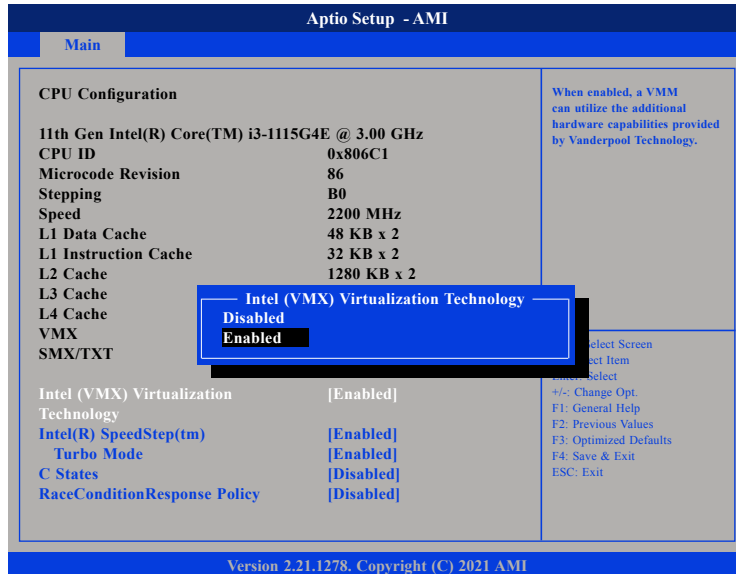 Aptio Setup - AMI
Main
CPU Configuration
11th Gen Intel(R) Core(TM) i3-1115G4E @ 3.00 GHz
CPU ID 0x806C1
Microcode Revision 86
Stepping B0
Speed 2200 MHz
L1 Data Cache 48 KB x 2
L1 Instruction Cache 32 KB x 2
L2 Cache 1280 KB x 2
L3 Cache
L4 Cache
VMX
SMX/TXT
Intel (VMX) Virtualization Technology
Disabled
Enabled
Intel (VMX) Virtualization [Enabled]
Technology
Intel(R) SpeedStep(tm) [Enabled]
Turbo Mode [Enabled]
C States [Disabled]
RaceConditionResponse Policy [Disabled]
When enabled, a VMM
can utilize the additional
hardware capabilities provided
by Vanderpool Technology.
Select Screen
Item
Select
+/-: Change Opt.
F1: General Help
F2: Previous Values
F3: Optimized Defaults
F4: Save & Exit
ESC: Exit
Version 2.21.1278. Copyright (C) 2021 AMI